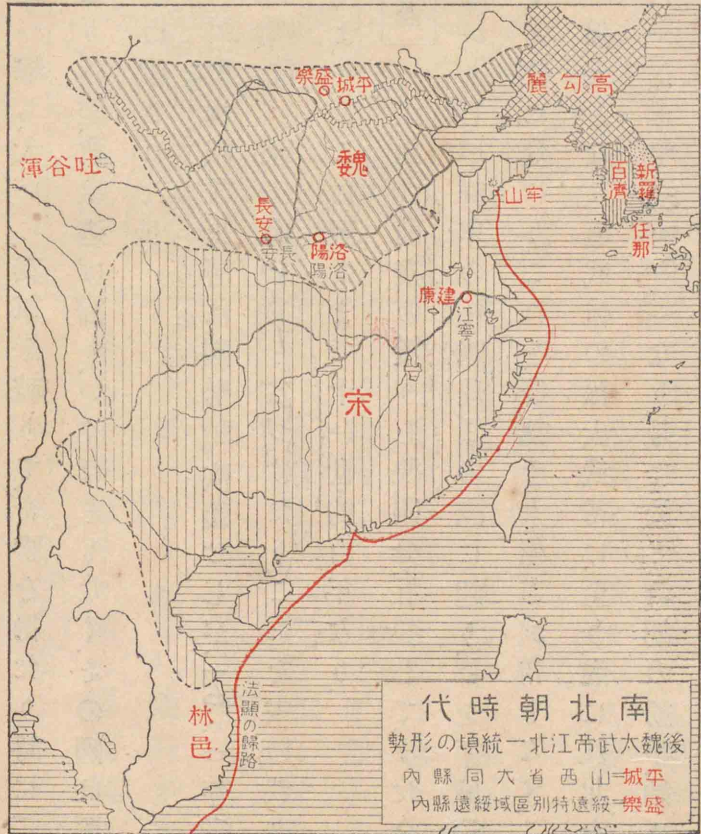 高勾麗
平城
盛樂
魏
吐谷渾
新羅
百濟
任那
牢山
長安
長安
洛陽
洛陽
建康
江寧
宋
林邑
法顯の歸路
南北朝時代
後魏太武帝江北一統頃の形勢
平城=山西省大同縣內
盛樂=綏遠特別區域綏遠縣內